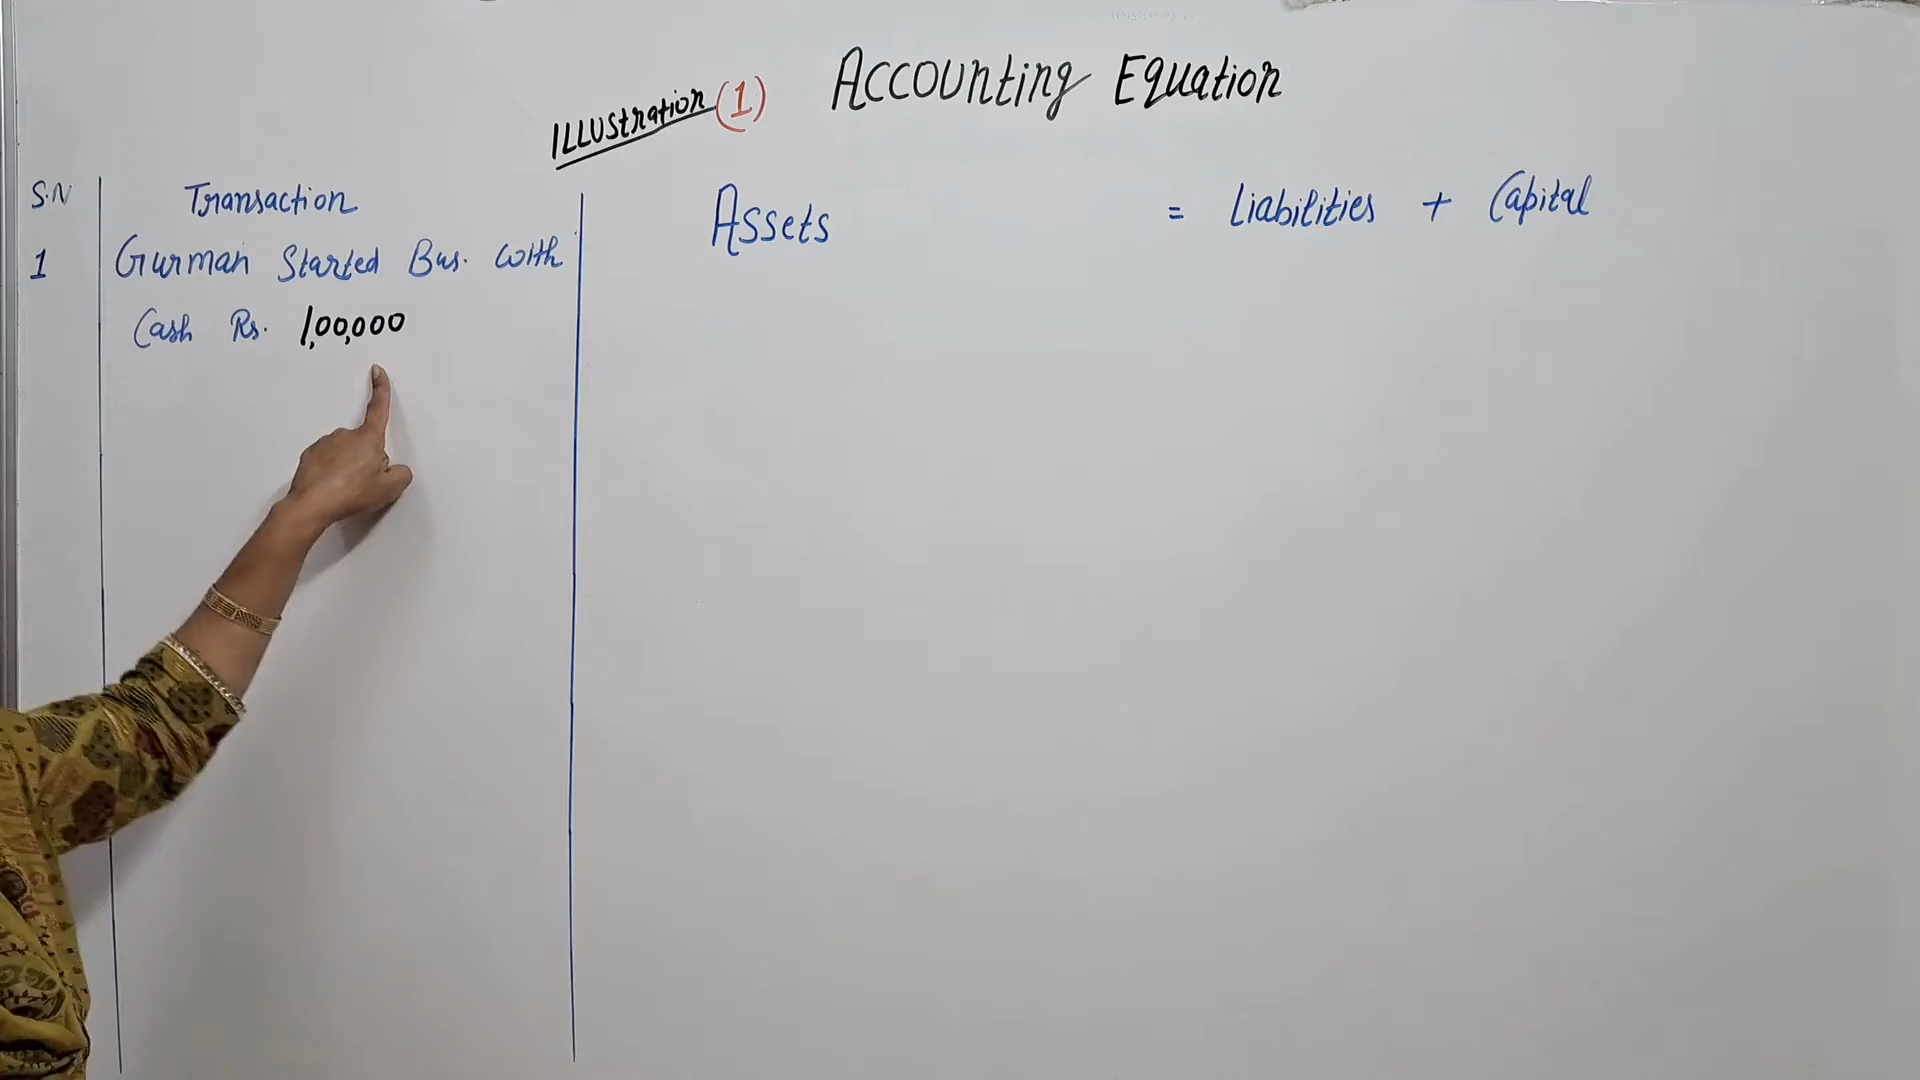 Accounting Equation
ILLUStration (1)
S.N Transaction Assets = Liabilities + Capital
1 Gurman Started Bus. with
Cash Rs. 1,00,000